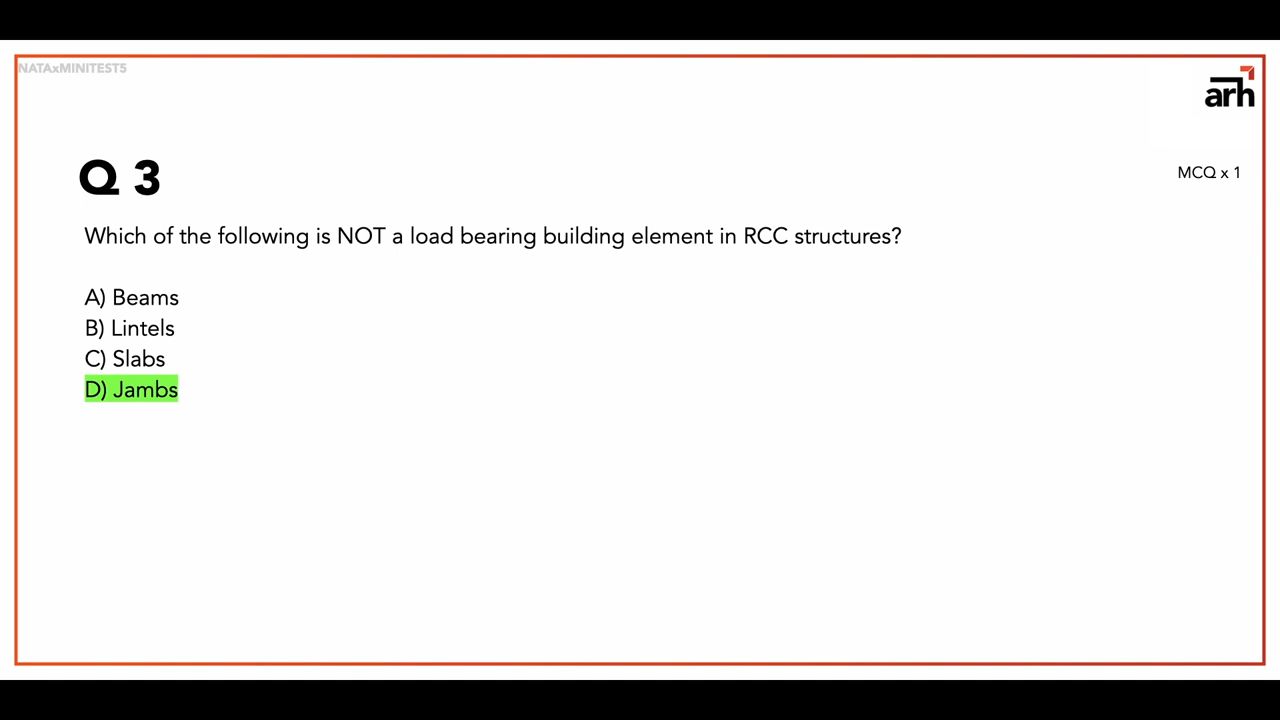 NATAxMINITEST5
arh
Q 3
MCQ x 1
Which of the following is NOT a load bearing building element in RCC structures?
A) Beams
B) Lintels
C) Slabs
D) Jambs